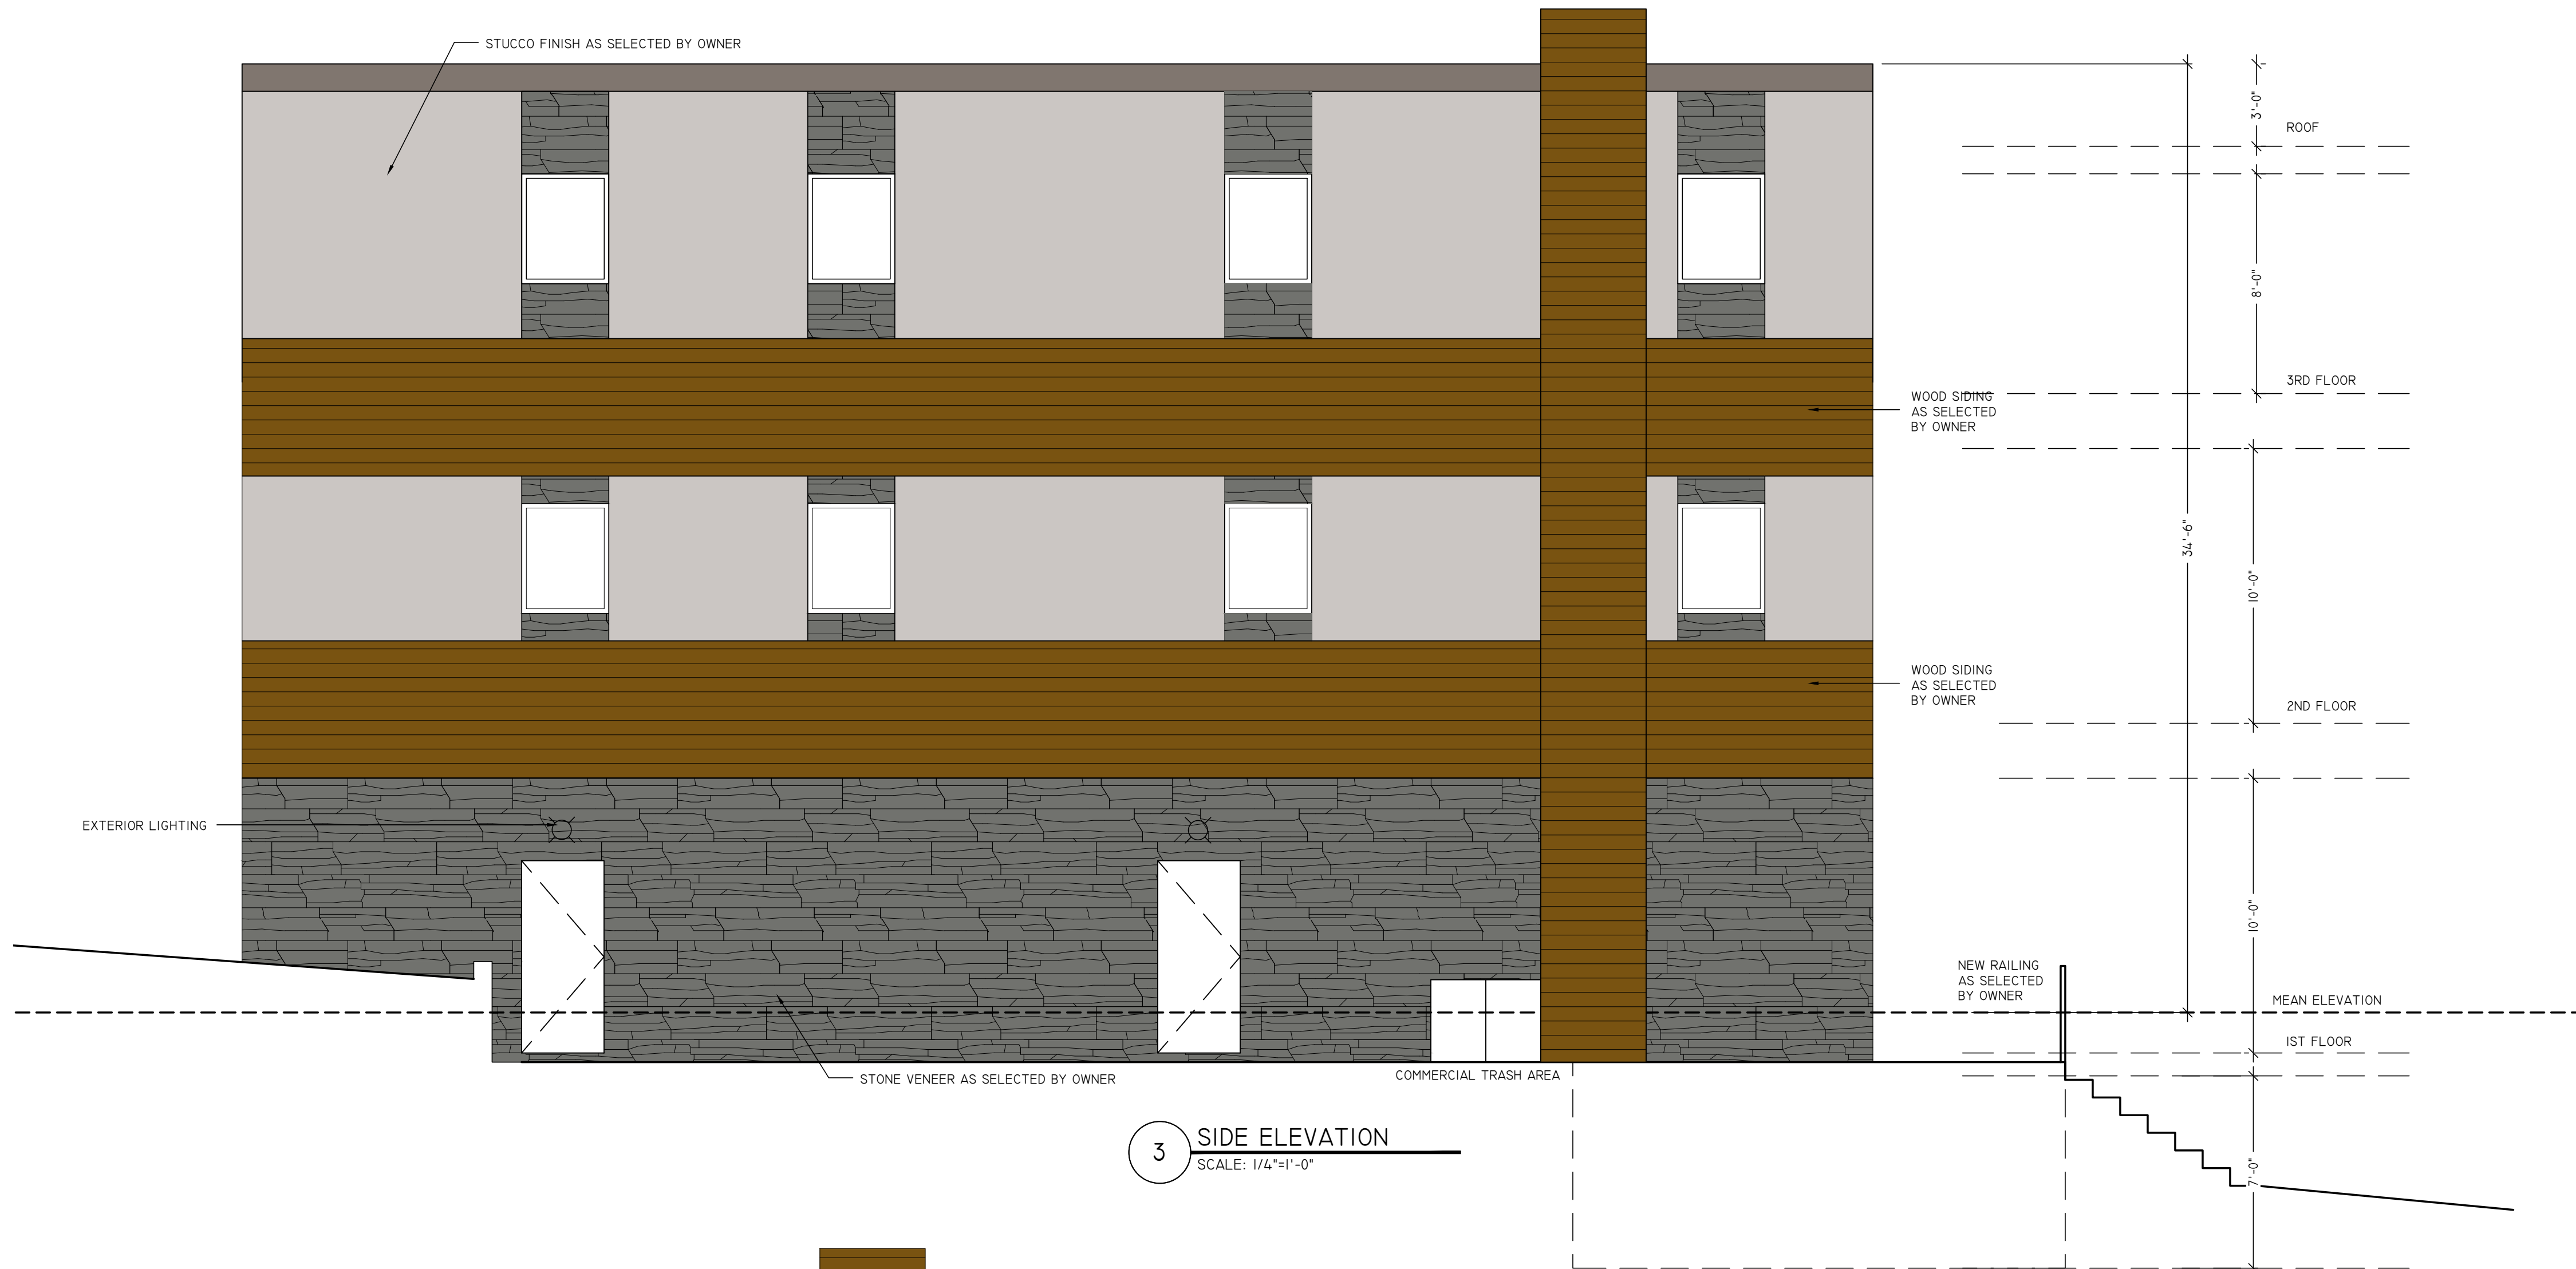 STUCCO FINISH AS SELECTED BY OWNER
3'-0"
ROOF
8'-0"
3RD FLOOR
WOOD SIDING
AS SELECTED
BY OWNER
34'-6"
10'-0"
WOOD SIDING
AS SELECTED
BY OWNER
2ND FLOOR
EXTERIOR LIGHTING
10'-0"
NEW RAILING
AS SELECTED
BY OWNER
MEAN ELEVATION
1ST FLOOR
COMMERCIAL TRASH AREA
STONE VENEER AS SELECTED BY OWNER
3
SIDE ELEVATION
SCALE: 1/4"=1'-0"
7'-0"